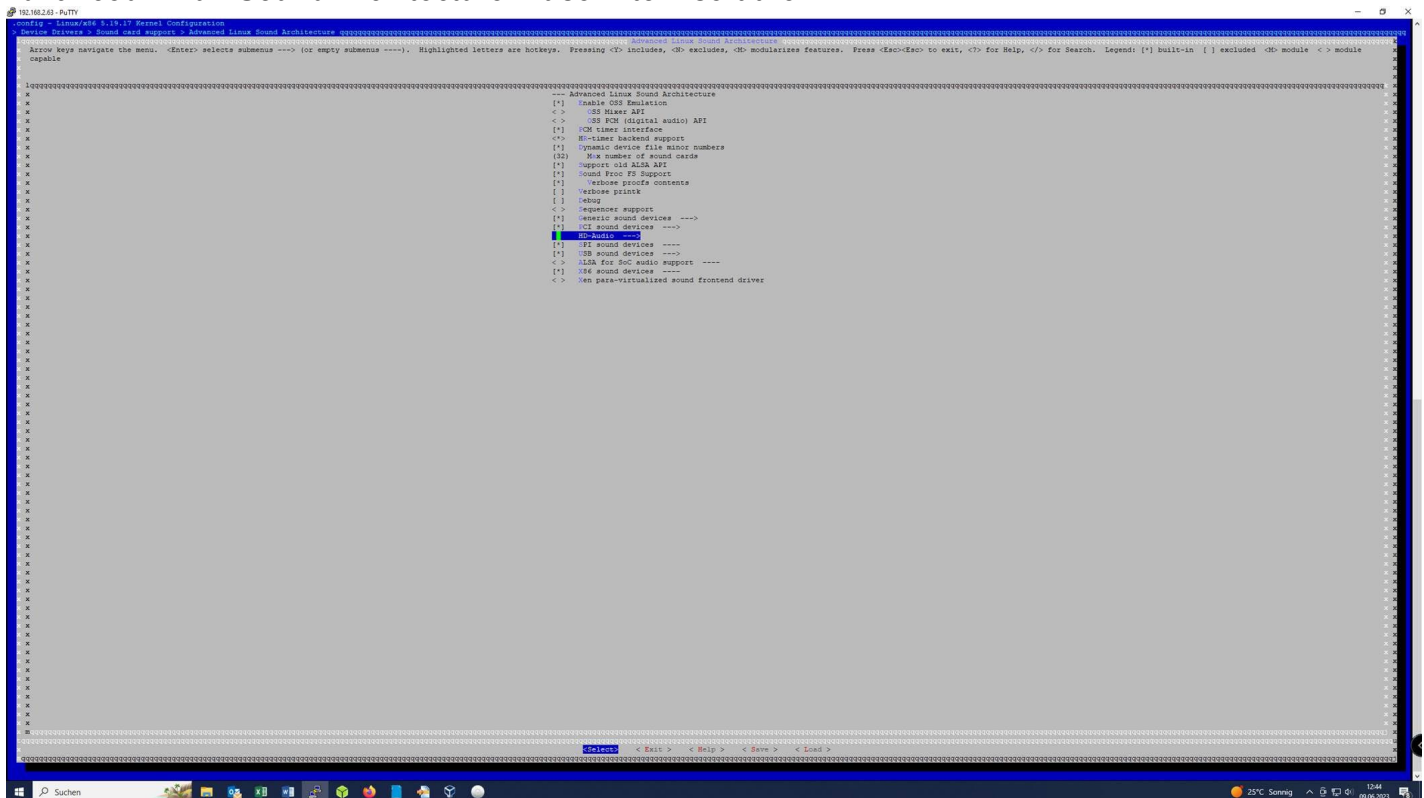 192.168.2.63 - PuTTY
.config - Linux/x86 5.19.17 Kernel Configuration
> Device Drivers > Sound card support > Advanced Linux Sound Architecture
Advanced Linux Sound Architecture
Arrow keys navigate the menu. <Enter> selects submenus ---> (or empty submenus ----). Highlighted letters are hotkeys. Pressing <Y> includes, <N> excludes, <M> modularizes features. Press <Esc><Esc> to exit, <?> for Help, </> for Search. Legend: [*] built-in [ ] excluded <M> module < > module
capable
--- Advanced Linux Sound Architecture
[*] Enable OSS Emulation
< > OSS Mixer API
< > OSS PCM (digital audio) API
[*] PCM timer interface
<*> HR-timer backend support
[*] Dynamic device file minor numbers
(32) Max number of sound cards
[*] Support old ALSA API
[*] Sound Proc FS Support
[*] Verbose procfs contents
[ ] Verbose printk
[ ] Debug
< > Sequencer support
[*] Generic sound devices --->
[*] PCI sound devices --->
HD-Audio --->
[*] SPI sound devices ----
[*] USB sound devices --->
< > ALSA for SoC audio support ----
[*] X86 sound devices ----
< > Xen para-virtualized sound frontend driver
<Select> < Exit > < Help > < Save > < Load >
Suchen
25°C Sonnig
12:44
09.06.2023